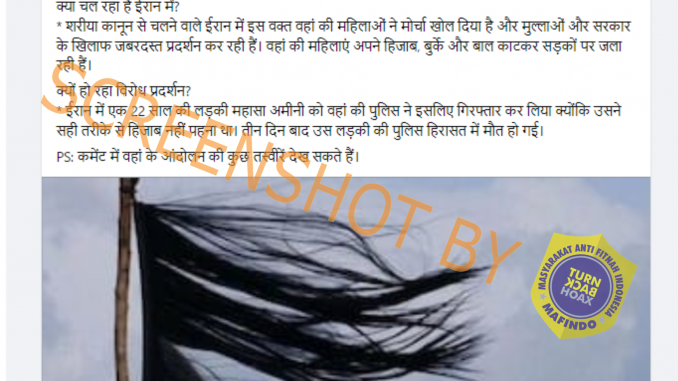 क्या चल रहा है ईरान में?
* शरीया कानून से चलने वाले ईरान में इस वक्त वहां की महिलाओं ने मोर्चा खोल दिया है और मुल्लाओं और सरकार
के खिलाफ जबरदस्त प्रदर्शन कर रही हैं। वहां की महिलाएं अपने हिजाब, बुर्के और बाल काटकर सड़कों पर जला
रही हैं।
क्यों हो रहा विरोध प्रदर्शन?
* ईरान में एक 22 साल की लड़की महासा अमीनी को वहां की पुलिस ने इसलिए गिरफ्तार कर लिया क्योंकि उसने
सही तरीके से हिजाब नहीं पहना था। तीन दिन बाद उस लड़की की पुलिस हिरासत में मौत हो गई।
PS: कमेंट में वहां के आंदोलन की कुछ तस्वीरें देख सकते हैं।
SCREENSHOT BY
MASYARAKAT ANTI FITNAH INDONESIA
TURN
BACK
HOAX
MAFINDO